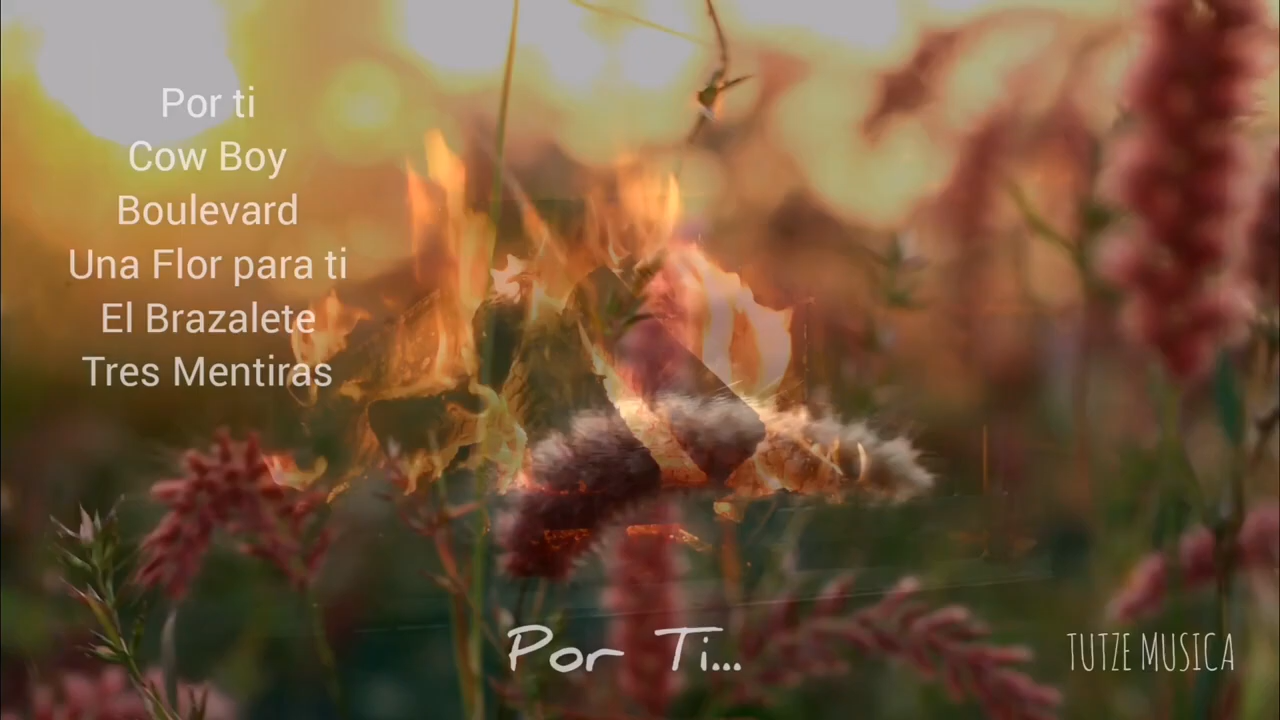 Por ti
Cow Boy
Boulevard
Una Flor para ti
El Brazalete
Tres Mentiras
Por Ti...
TUTZE MUSICA